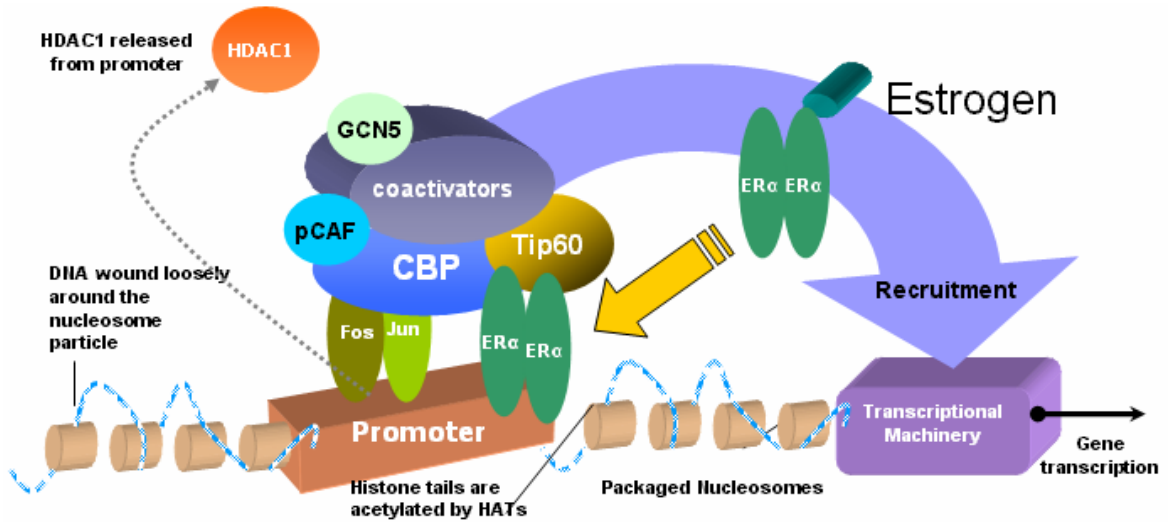 HDAC1 released
from promoter
HDAC1
GCN5
coactivators
pCAF
Tip60
CBP
Estrogen
ERα ERα
DNA wound loosely
around the
nucleosome
particle
Recruitment
Fos Jun
ERα ERα
Promoter
Transcriptional
Machinery
Gene
transcription
Histone tails are
acetylated by HATs
Packaged Nucleosomes